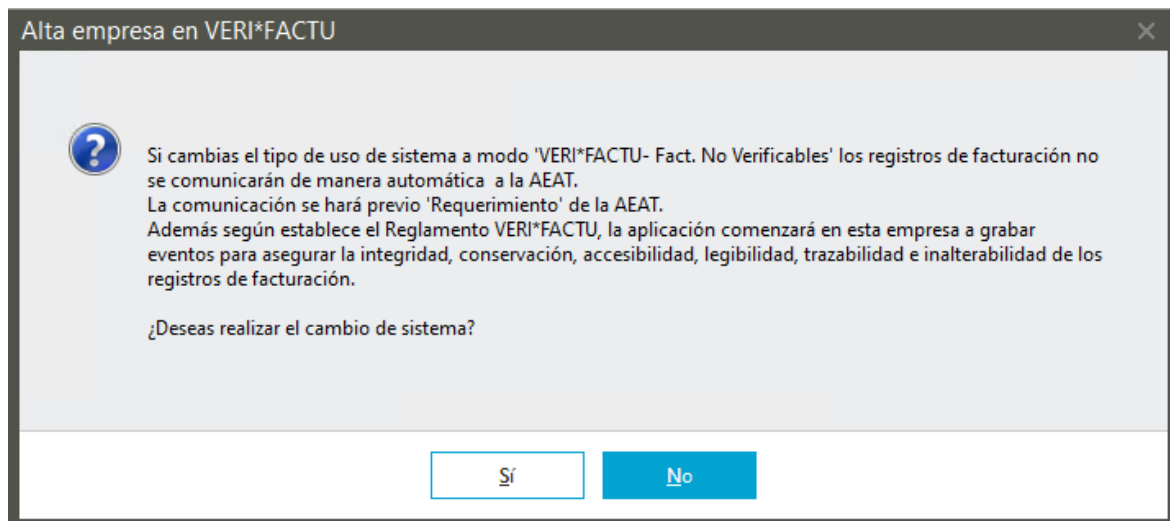 Alta empresa en VERI*FACTU
Si cambias el tipo de uso de sistema a modo 'VERI*FACTU- Fact. No Verificables' los registros de facturación no
se comunicarán de manera automática  a la AEAT.
La comunicación se hará previo 'Requerimiento' de la AEAT.
Además según establece el Reglamento VERI*FACTU, la aplicación comenzará en esta empresa a grabar
eventos para asegurar la integridad, conservación, accesibilidad, legibilidad, trazabilidad e inalterabilidad de los
registros de facturación.
¿Deseas realizar el cambio de sistema?
Sí
No